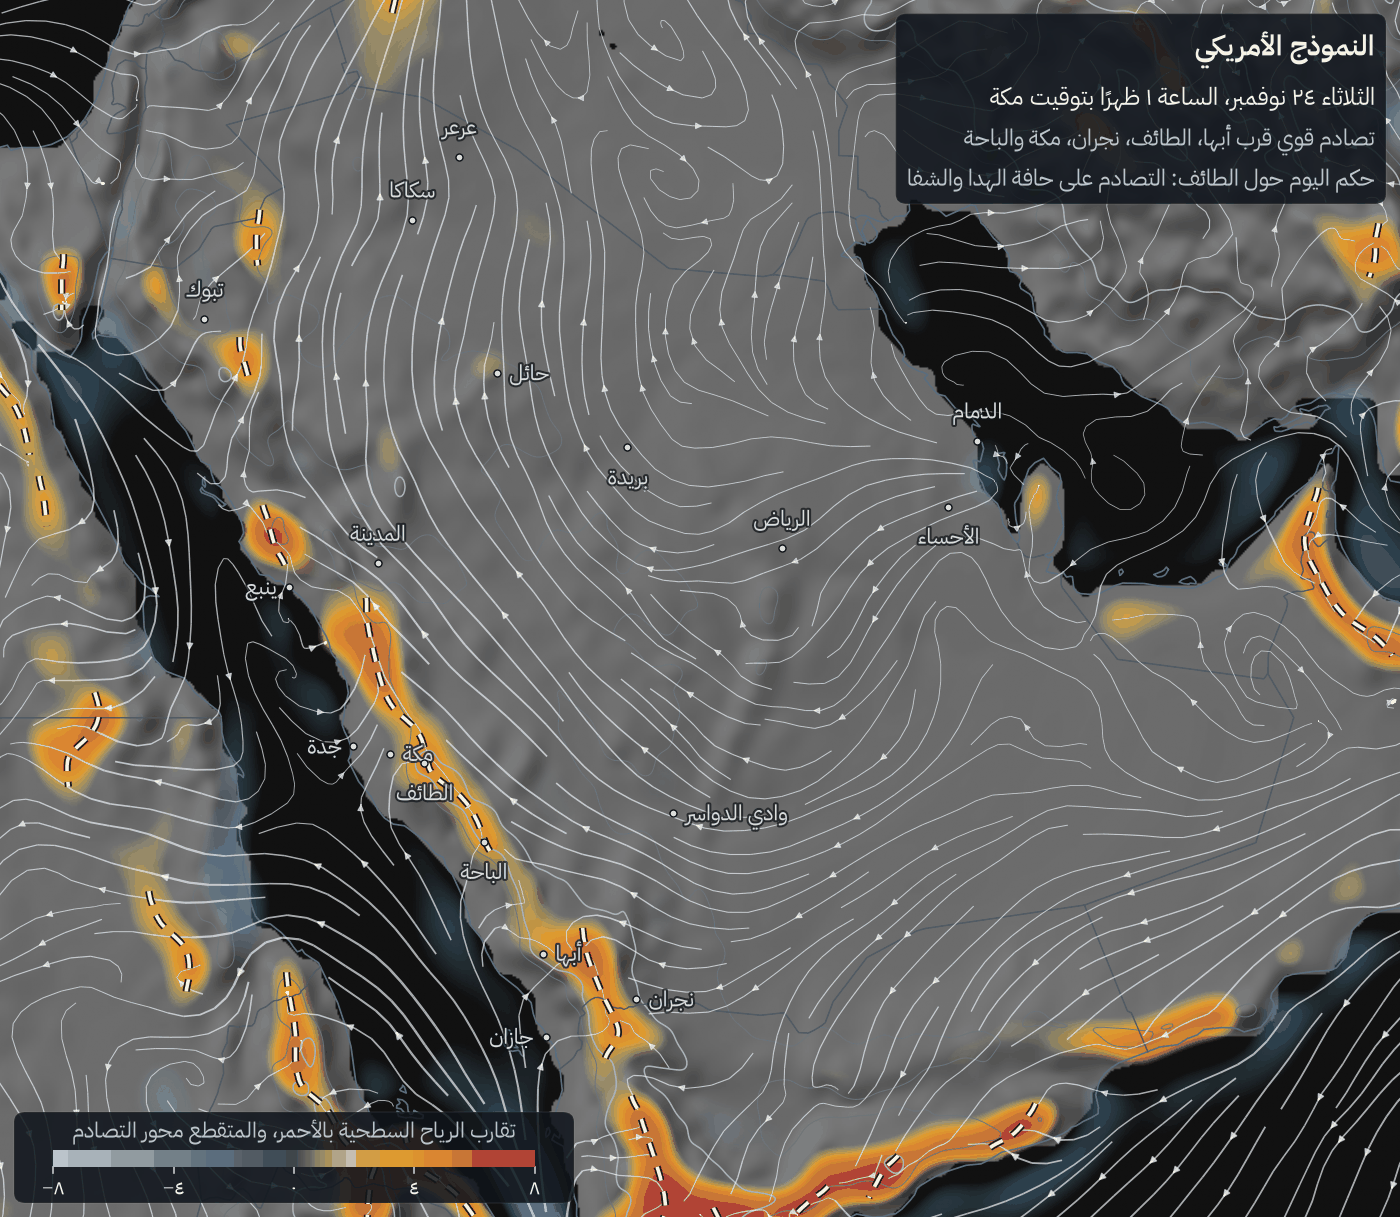 النموذج الأمريكي
الثلاثاء ٢٤ نوفمبر، الساعة ١ ظهرًا بتوقيت مكة
تصادم قوي قرب أبها، الطائف، نجران، مكة والباحة
حكم اليوم حول الطائف: التصادم على حافة الهدا والشفا
عرعر
سكاكا
تبوك
حائل
الدمام
بريدة
الرياض
الأحساء
المدينة
ينبع
جدة
مكة
الطائف
وادي الدواسر
الباحة
أبها
نجران
جازان
تقارب الرياح السطحية بالأحمر، والمتقطع محور التصادم
−٨ −٤ ٠ ٤ ٨